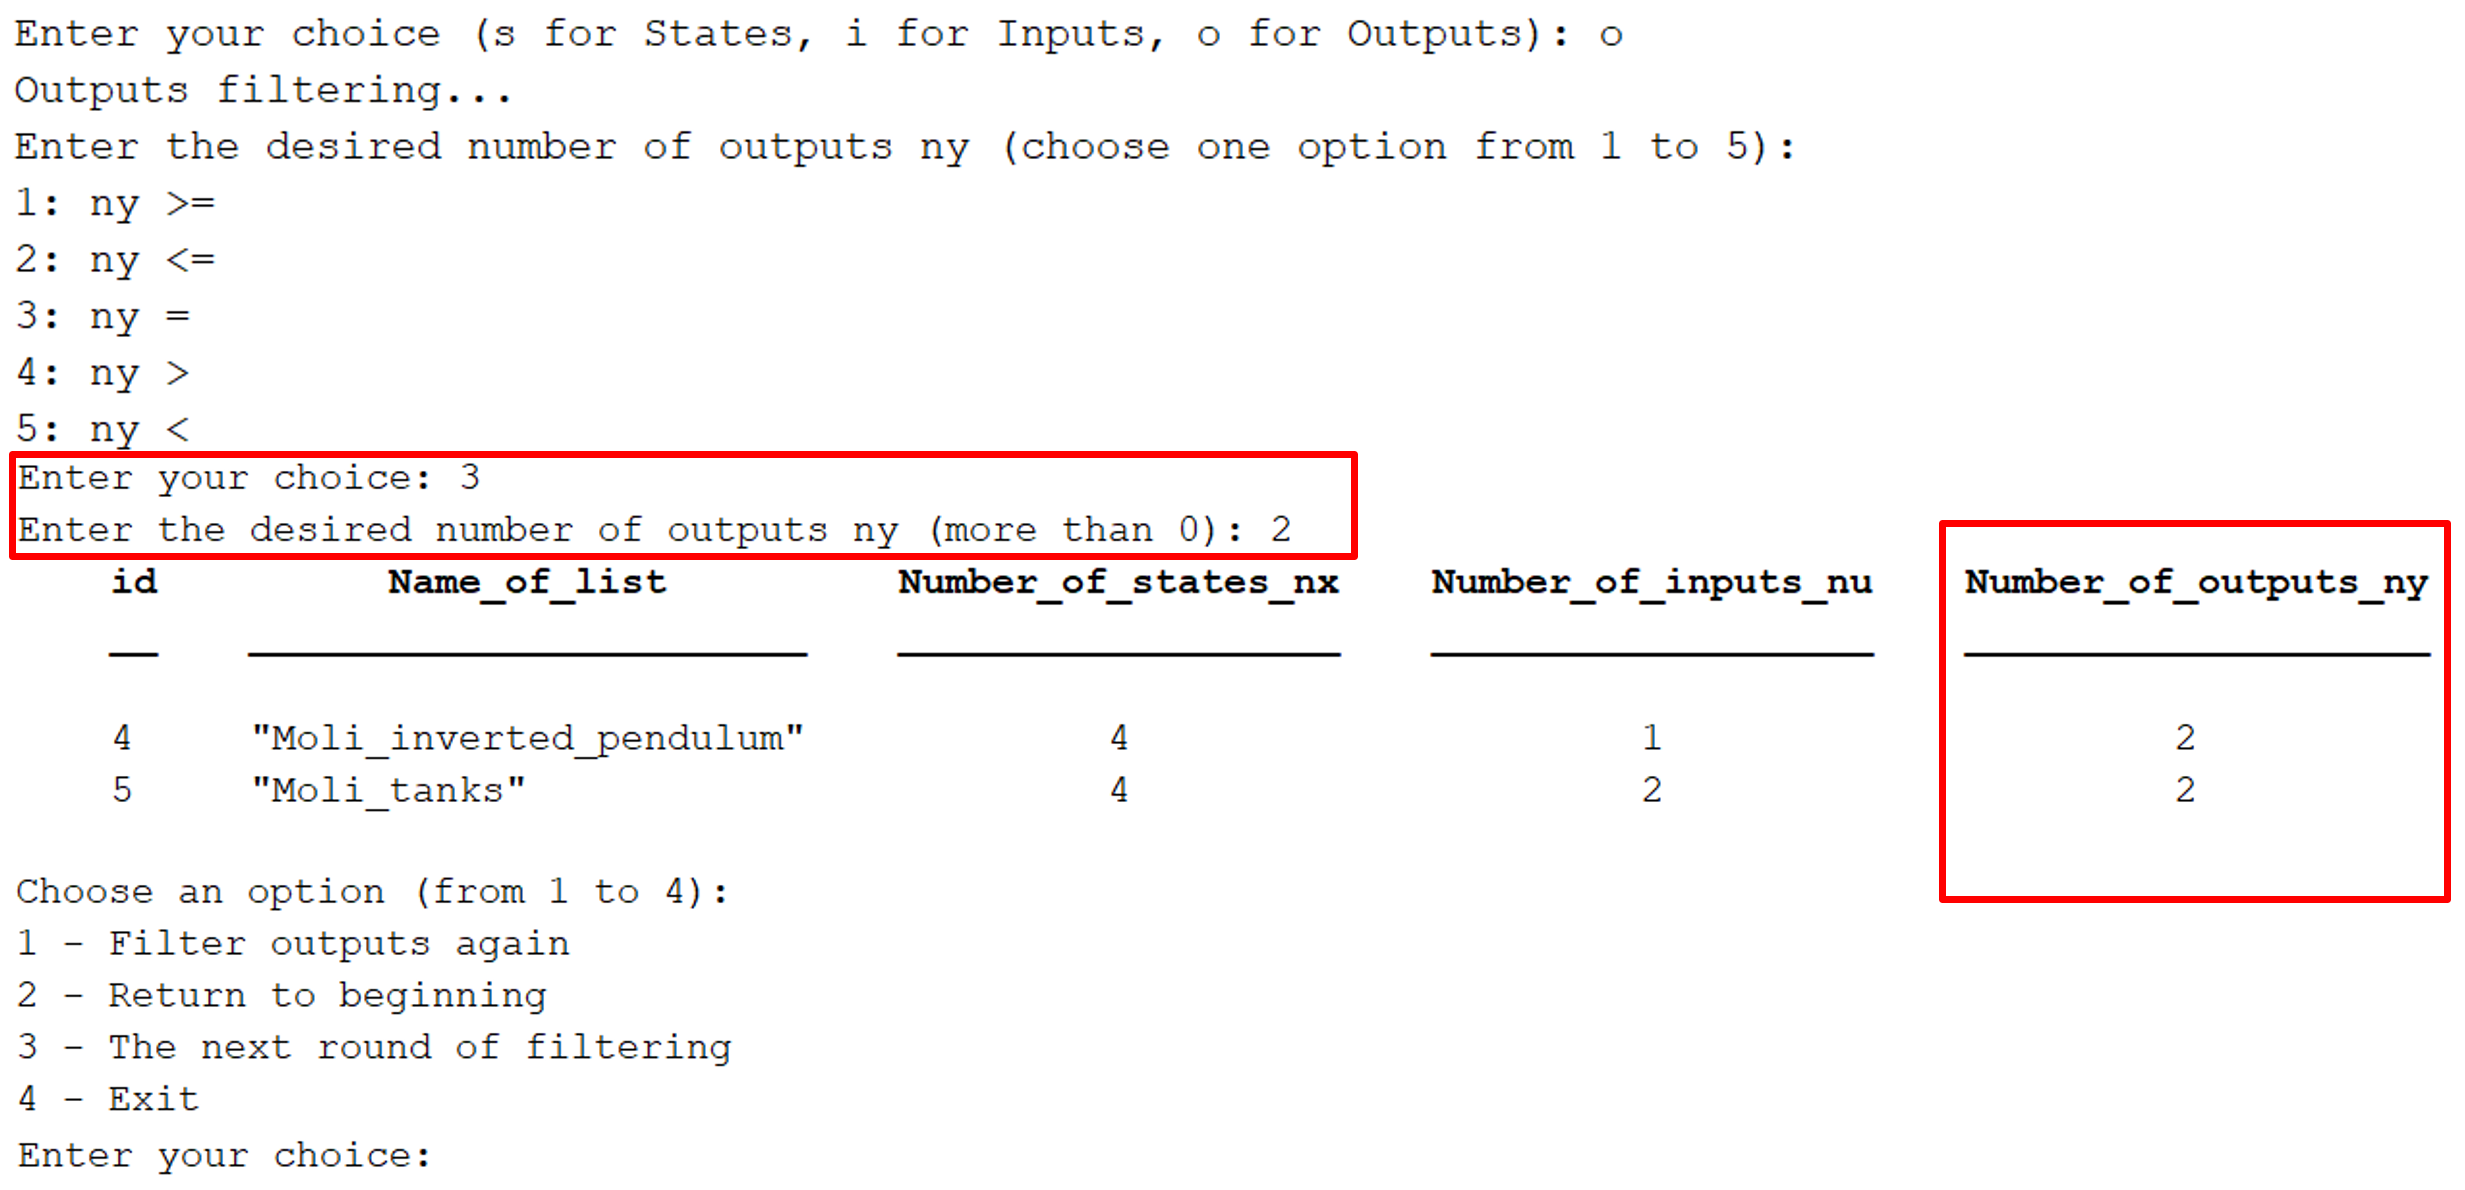 Enter your choice (s for States, i for Inputs, o for Outputs): o
Outputs filtering...
Enter the desired number of outputs ny (choose one option from 1 to 5):
1: ny >=
2: ny <=
3: ny =
4: ny >
5: ny <
Enter your choice: 3
Enter the desired number of outputs ny (more than 0): 2
id Name_of_list Number_of_states_nx Number_of_inputs_nu Number_of_outputs_ny
4 "Moli_inverted_pendulum" 4 1 2
5 "Moli_tanks" 4 2 2
Choose an option (from 1 to 4):
1 - Filter outputs again
2 - Return to beginning
3 - The next round of filtering
4 - Exit
Enter your choice: